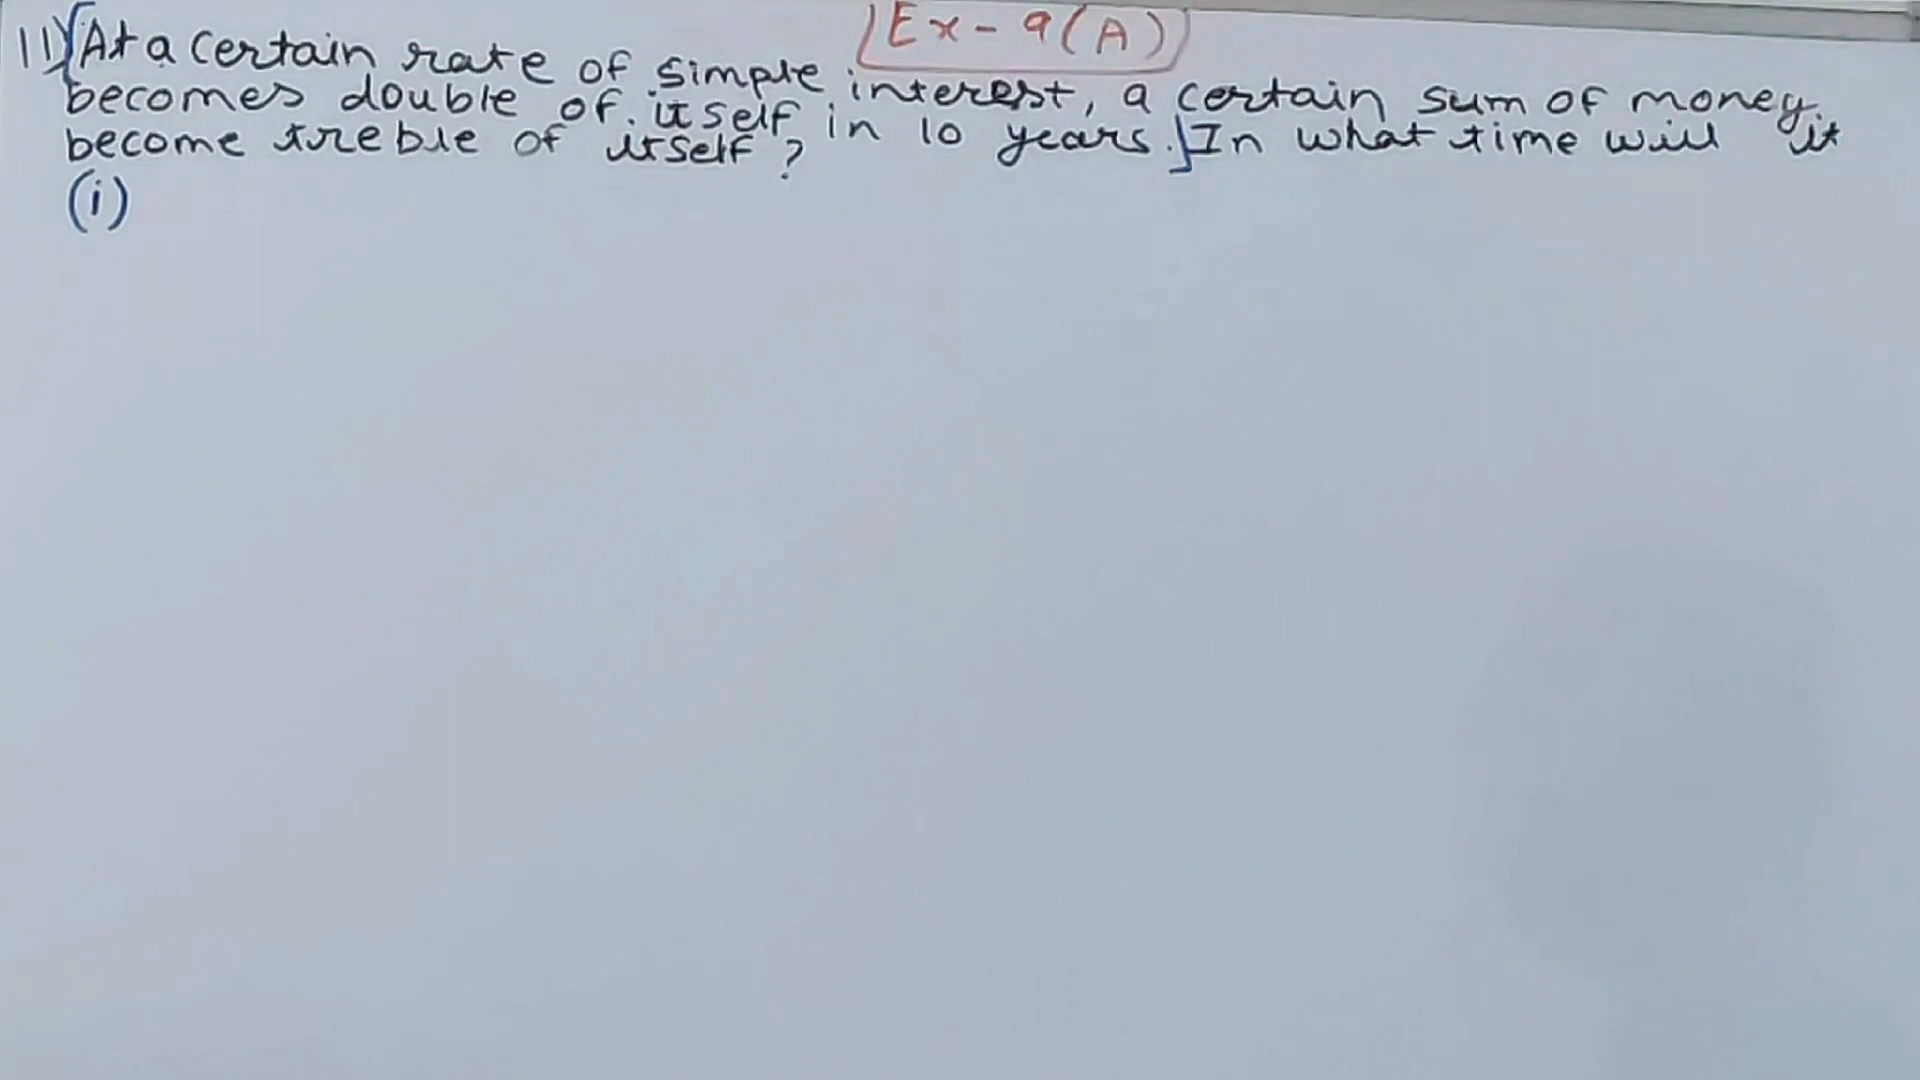 Ex-9(A)
11) [At a certain rate of simple interest, a certain sum of money
becomes double of itself in 10 years.] In what time will it
become treble of itself?
(i)